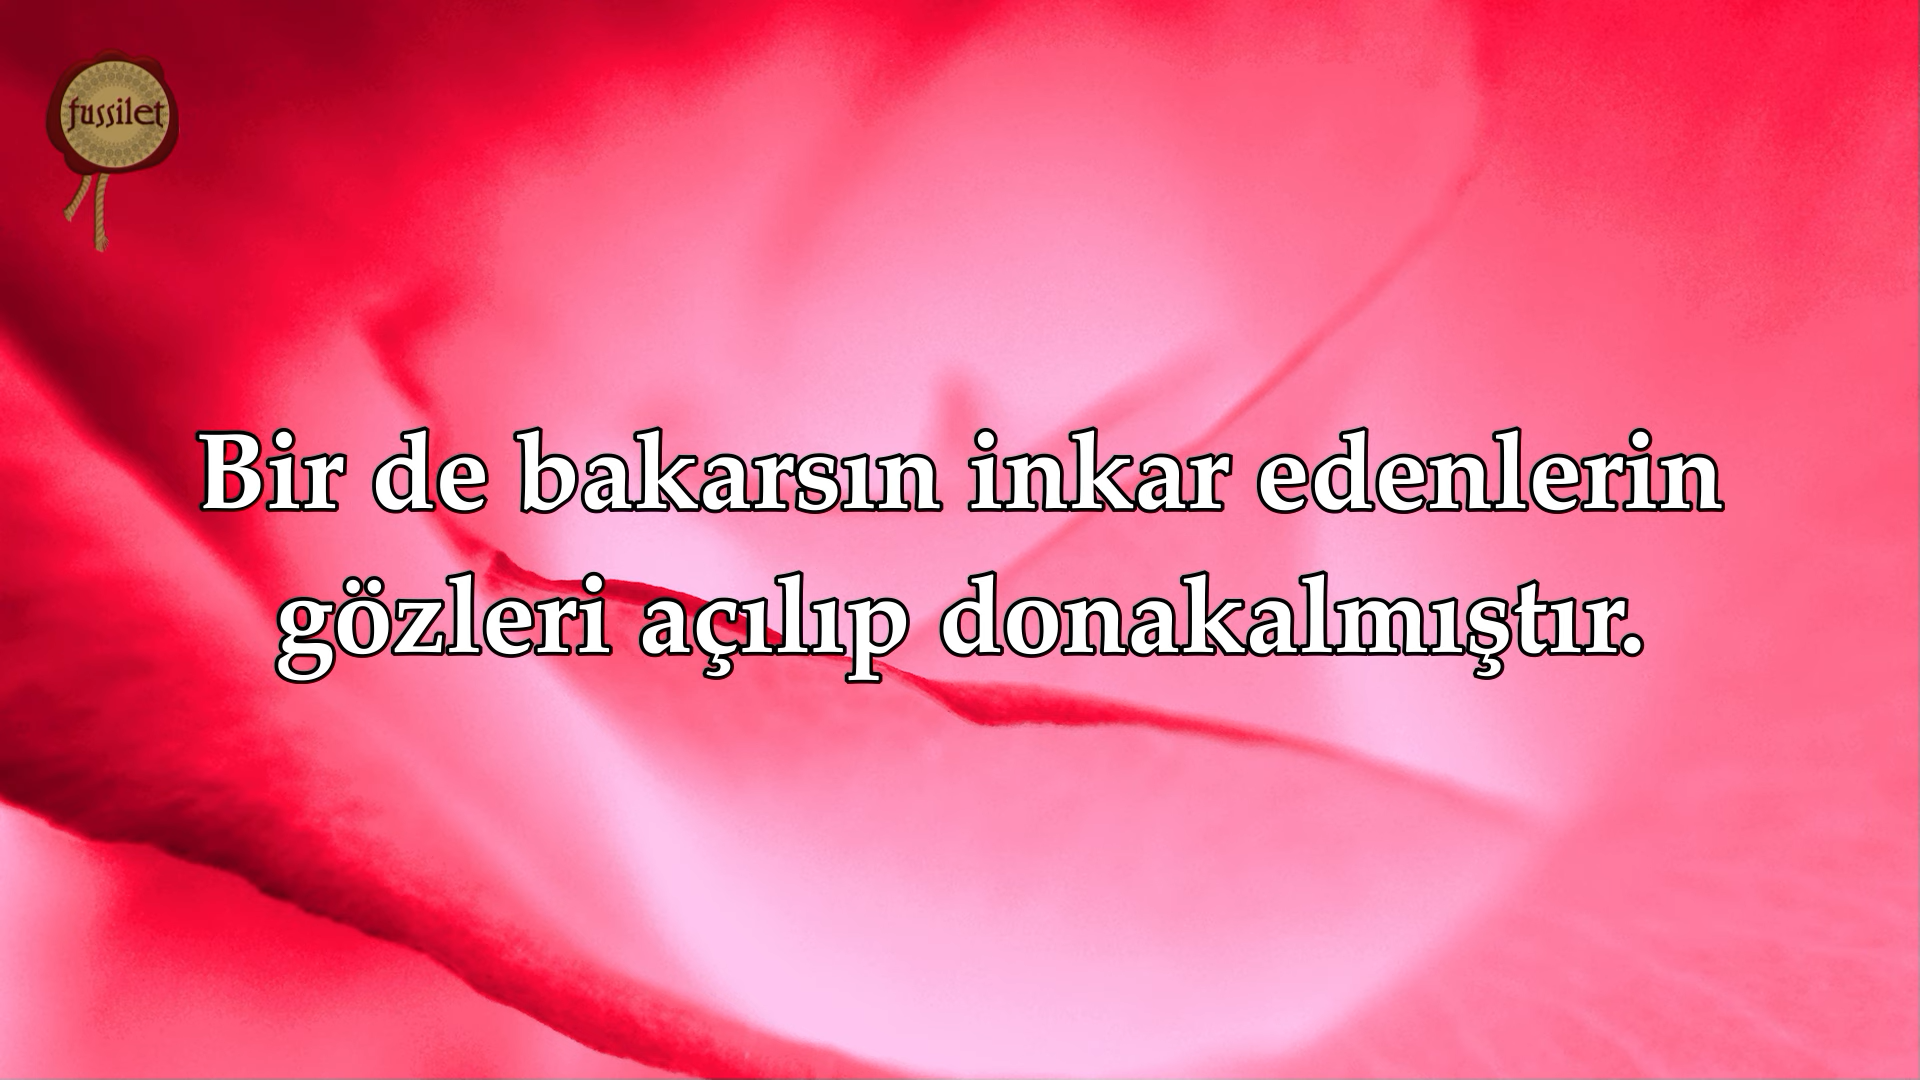 fussilet
Bir de bakarsın inkar edenlerin
gözleri açılıp donakalmıştır.